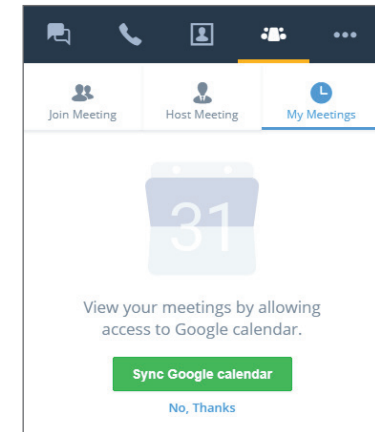 Join Meeting Host Meeting My Meetings
31
View your meetings by allowing
access to Google calendar.
Sync Google calendar
No, Thanks